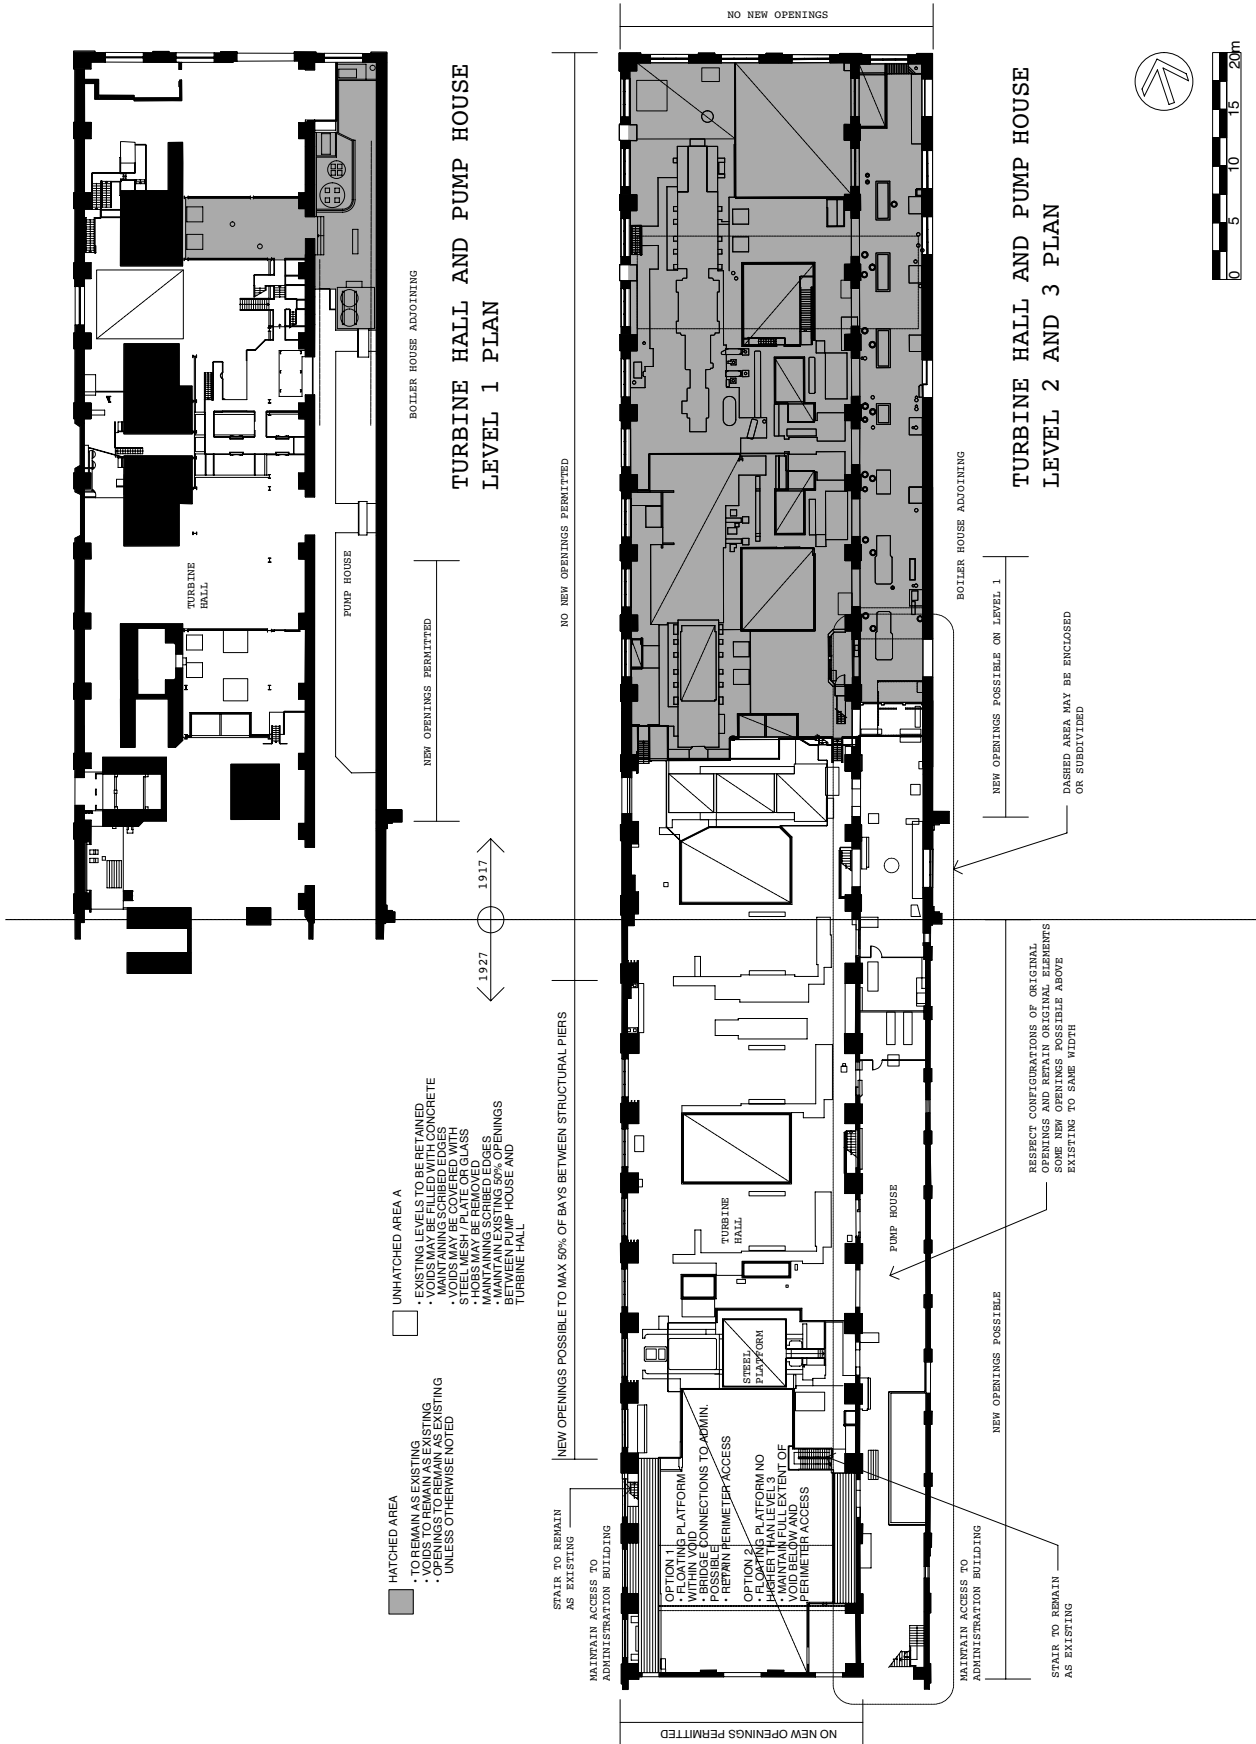 NO NEW OPENINGS
TURBINE HALL AND PUMP HOUSE
LEVEL 1 PLAN
BOILER HOUSE ADJOINING
TURBINE
HALL
PUMP HOUSE
NEW OPENINGS PERMITTED
1917
1927
NO NEW OPENINGS PERMITTED
NEW OPENINGS POSSIBLE TO MAX 50% OF BAYS BETWEEN STRUCTURAL PIERS
TURBINE HALL AND PUMP HOUSE
LEVEL 2 AND 3 PLAN
0
5
10
15
20m
BOILER HOUSE ADJOINING
NEW OPENINGS POSSIBLE ON LEVEL 1
DASHED AREA MAY BE ENCLOSED
OR SUBDIVIDED
RESPECT CONFIGURATIONS OF ORIGINAL
OPENINGS AND RETAIN ORIGINAL ELEMENTS
SOME NEW OPENINGS POSSIBLE ABOVE
EXISTING TO SAME WIDTH
UNHATCHED AREA A
• EXISTING LEVELS TO BE RETAINED
• VOIDS MAY BE FILLED WITH CONCRETE
MAINTAINING SCRIBED EDGES
• VOIDS MAY BE COVERED WITH
STEEL MESH / PLATE OR GLASS
• HOBS MAY BE REMOVED
MAINTAINING SCRIBED EDGES
• MAINTAIN EXISTING 50% OPENINGS
BETWEEN PUMP HOUSE AND
TURBINE HALL
HATCHED AREA
• TO REMAIN AS EXISTING
• VOIDS TO REMAIN AS EXISTING
• OPENINGS TO REMAIN AS EXISTING
UNLESS OTHERWISE NOTED
TURBINE
HALL
PUMP HOUSE
STEEL
PLATFORM
NEW OPENINGS POSSIBLE
OPTION 1
• FLOATING PLATFORM
WITHIN VOID
• BRIDGE CONNECTIONS TO ADMIN.
POSSIBLE
• RETAIN PERIMETER ACCESS
OPTION 2
• FLOATING PLATFORM NO
HIGHER THAN LEVEL 3
• MAINTAIN FULL EXTENT OF
VOID BELOW AND
PERIMETER ACCESS
STAIR TO REMAIN
AS EXISTING
MAINTAIN ACCESS TO
ADMINISTRATION BUILDING
MAINTAIN ACCESS TO
ADMINISTRATION BUILDING
STAIR TO REMAIN
AS EXISTING
NO NEW OPENINGS PERMITTED